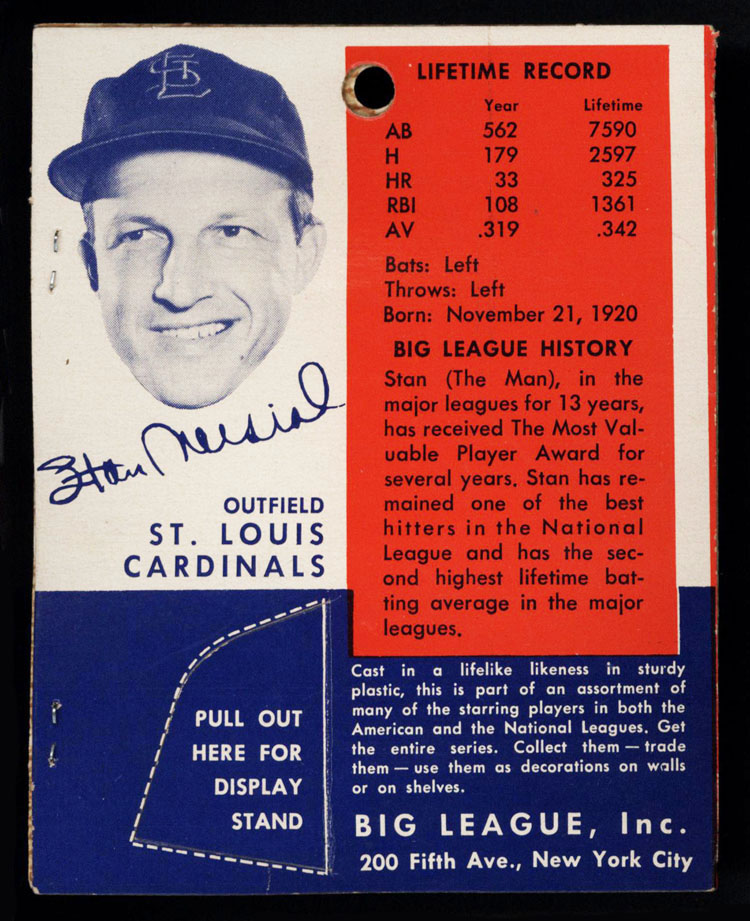 STL
Stan Musial
OUTFIELD
ST. LOUIS
CARDINALS
PULL OUT
HERE FOR
DISPLAY
STAND
LIFETIME RECORD
Year Lifetime
AB 562 7590
H 179 2597
HR 33 325
RBI 108 1361
AV .319 .342
Bats: Left
Throws: Left
Born: November 21, 1920
BIG LEAGUE HISTORY
Stan (The Man), in the
major leagues for 13 years,
has received The Most Val-
uable Player Award for
several years. Stan has re-
mained one of the best
hitters in the National
League and has the sec-
ond highest lifetime bat-
ting average in the major
leagues.
Cast in a lifelike likeness in sturdy
plastic, this is part of an assortment of
many of the starring players in both the
American and the National Leagues. Get
the entire series. Collect them — trade
them — use them as decorations on walls
or on shelves.
BIG LEAGUE, Inc.
200 Fifth Ave., New York City